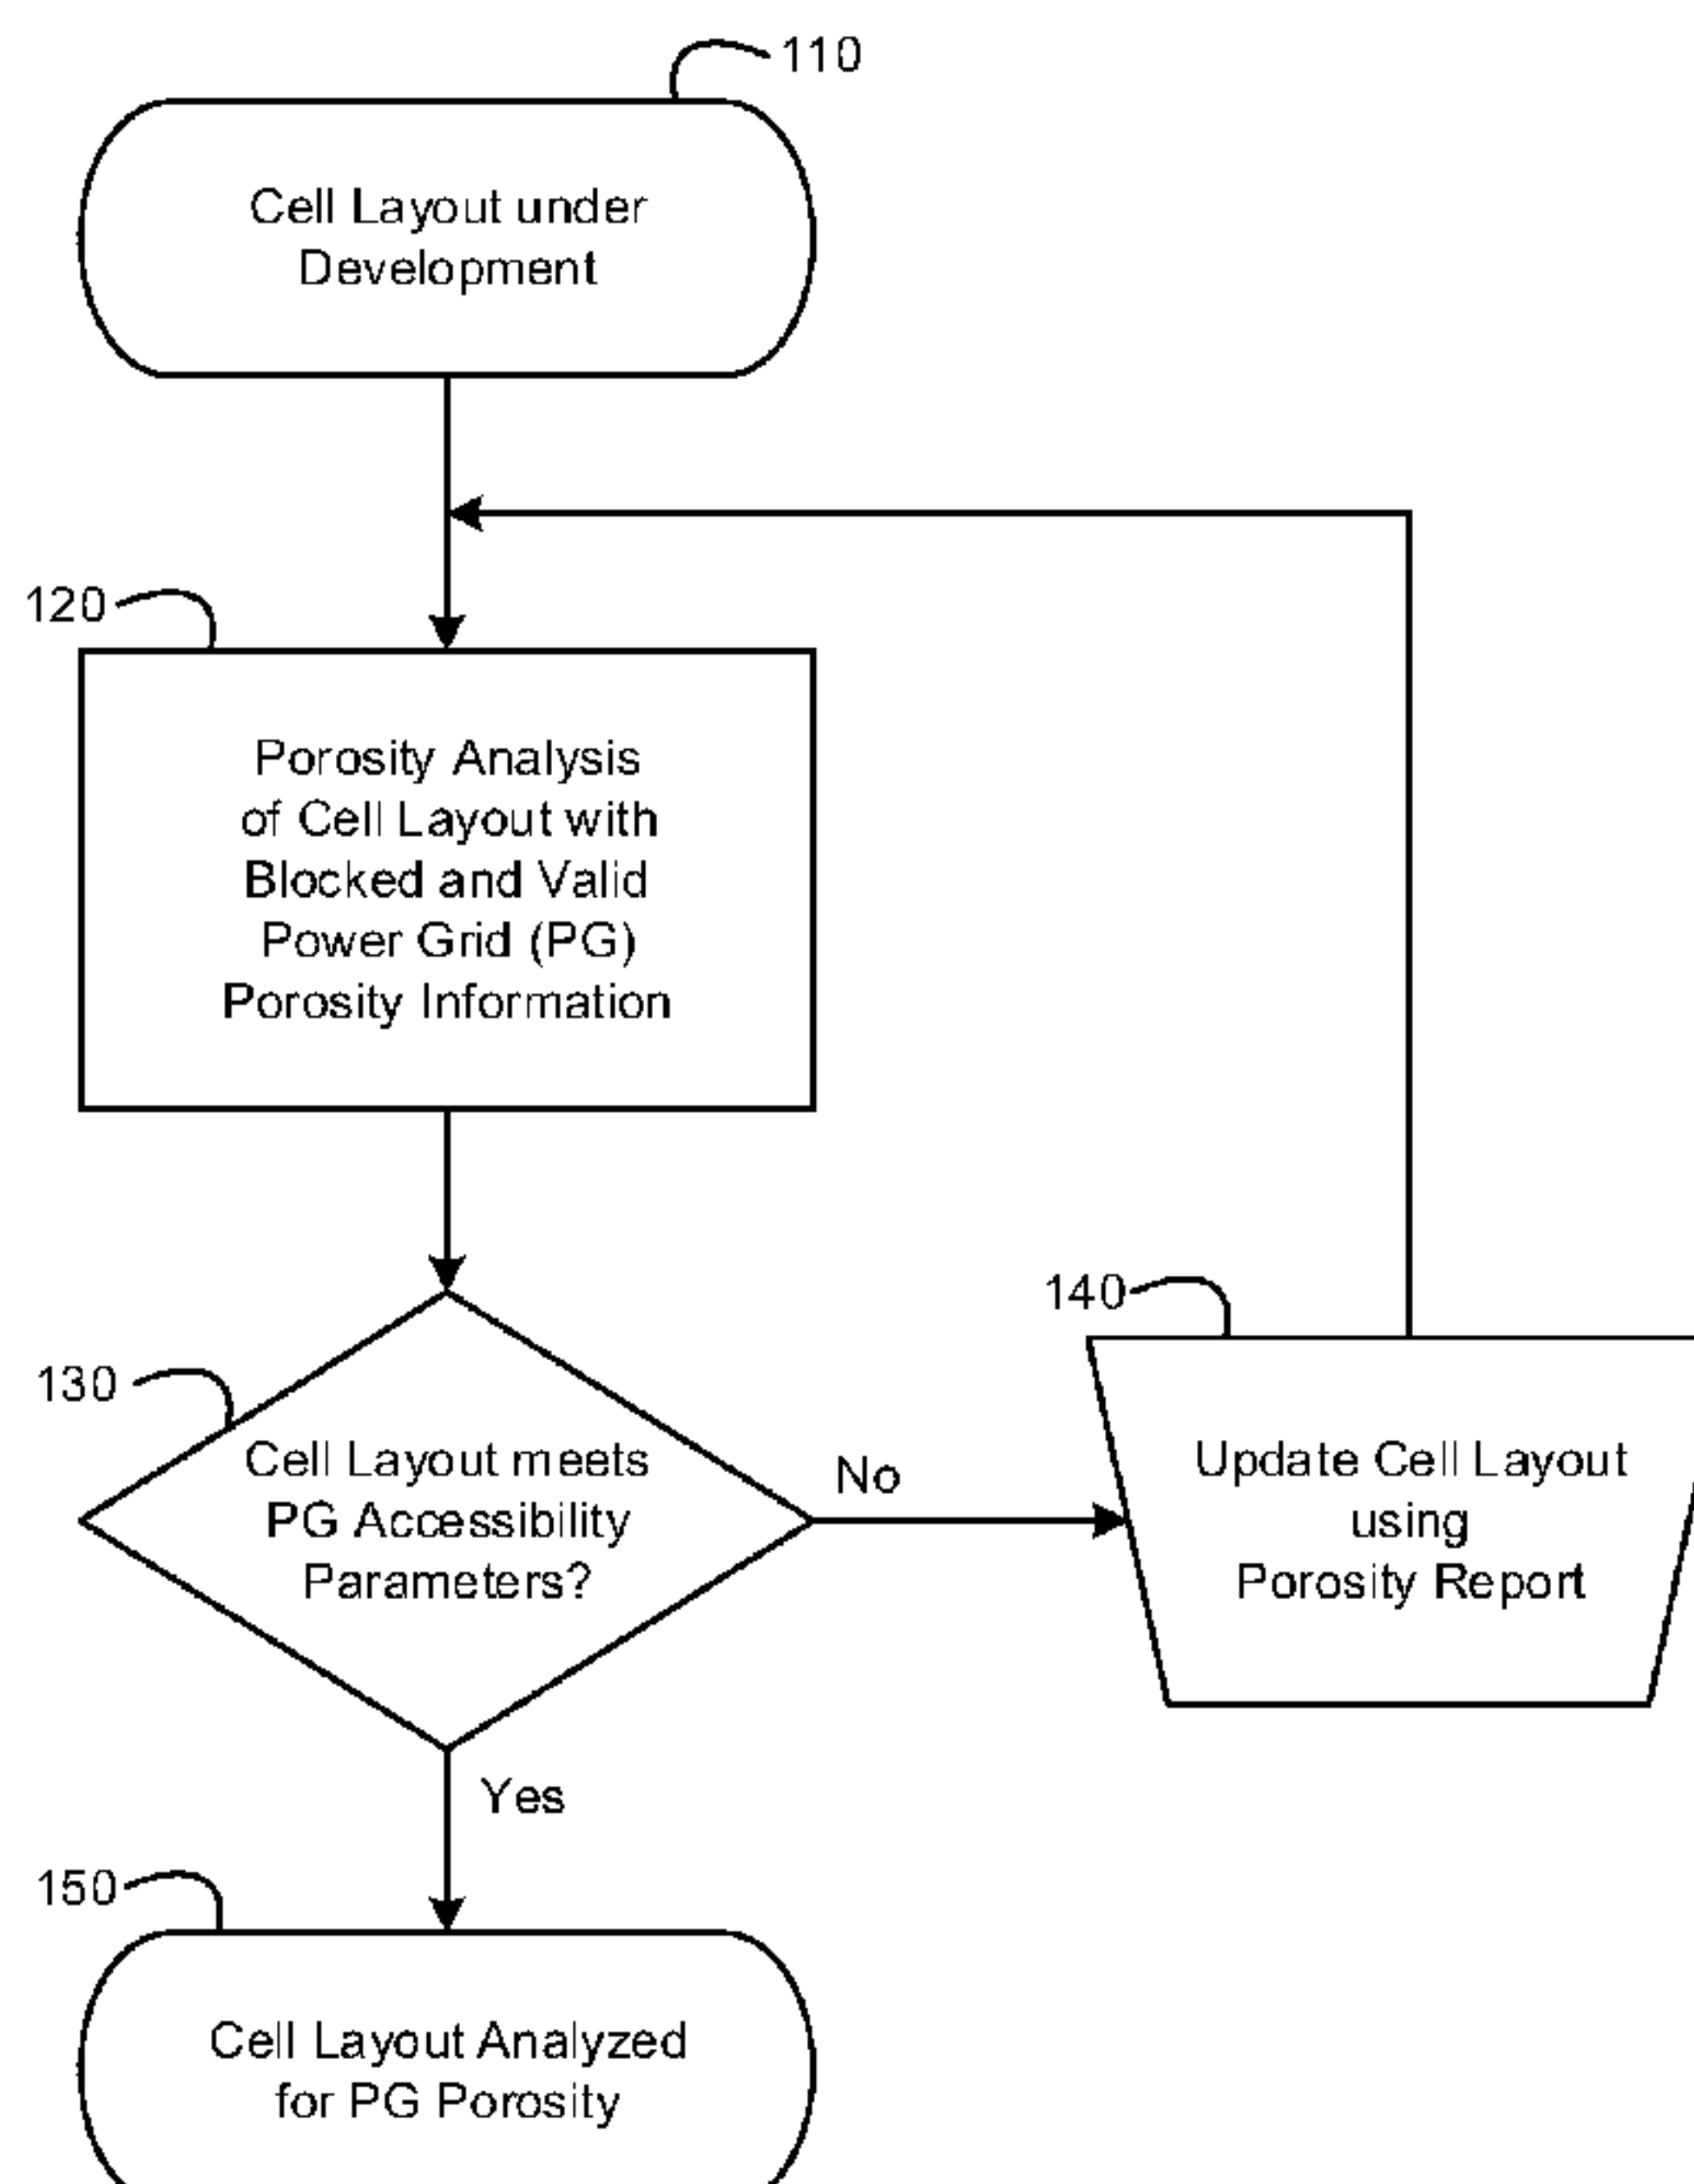 110
Cell Layout under
Development
120
Porosity Analysis
of Cell Layout with
Blocked and Valid
Power Grid (PG)
Porosity Information
130
Cell Layout meets
PG Accessibility
Parameters?
No
140
Update Cell Layout
using
Porosity Report
Yes
150
Cell Layout Analyzed
for PG Porosity